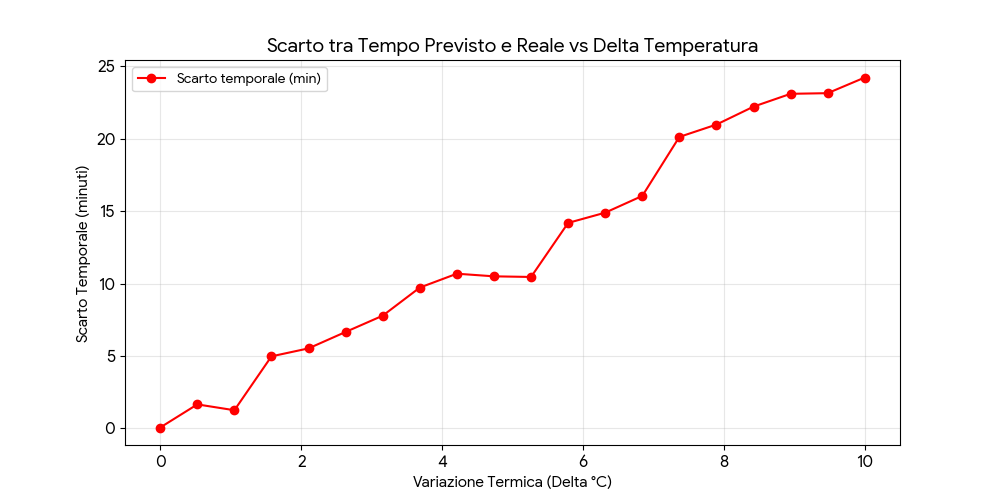 Scarto tra Tempo Previsto e Reale vs Delta Temperatura
Scarto temporale (min)
Scarto Temporale (minuti)
25
20
15
10
5
0
0 2 4 6 8 10
Variazione Termica (Delta °C)